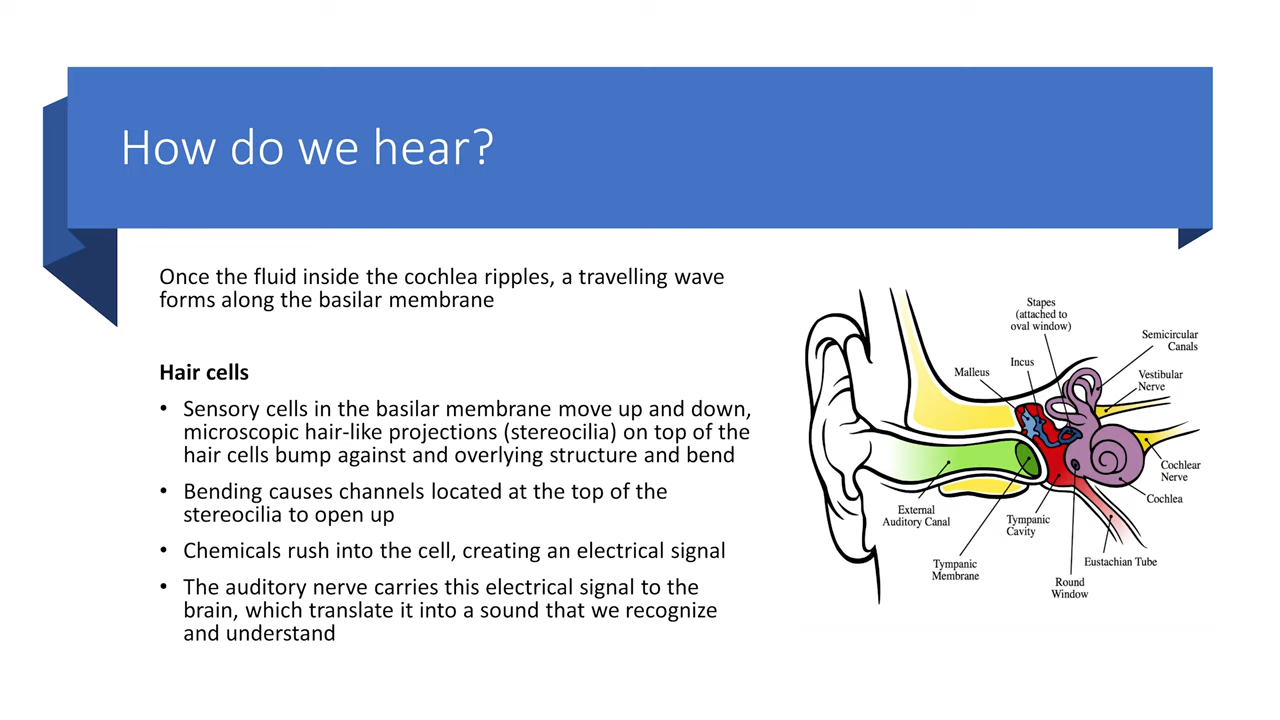 How do we hear?
Once the fluid inside the cochlea ripples, a travelling wave
forms along the basilar membrane
Hair cells
• Sensory cells in the basilar membrane move up and down,
microscopic hair-like projections (stereocilia) on top of the
hair cells bump against and overlying structure and bend
• Bending causes channels located at the top of the
stereocilia to open up
• Chemicals rush into the cell, creating an electrical signal
• The auditory nerve carries this electrical signal to the
brain, which translate it into a sound that we recognize
and understand
Stapes
(attached to
oval window)
Semicircular
Canals
Incus
Malleus
Vestibular
Nerve
Cochlear
Nerve
Cochlea
External
Auditory Canal
Tympanic
Cavity
Eustachian Tube
Tympanic
Membrane
Round
Window